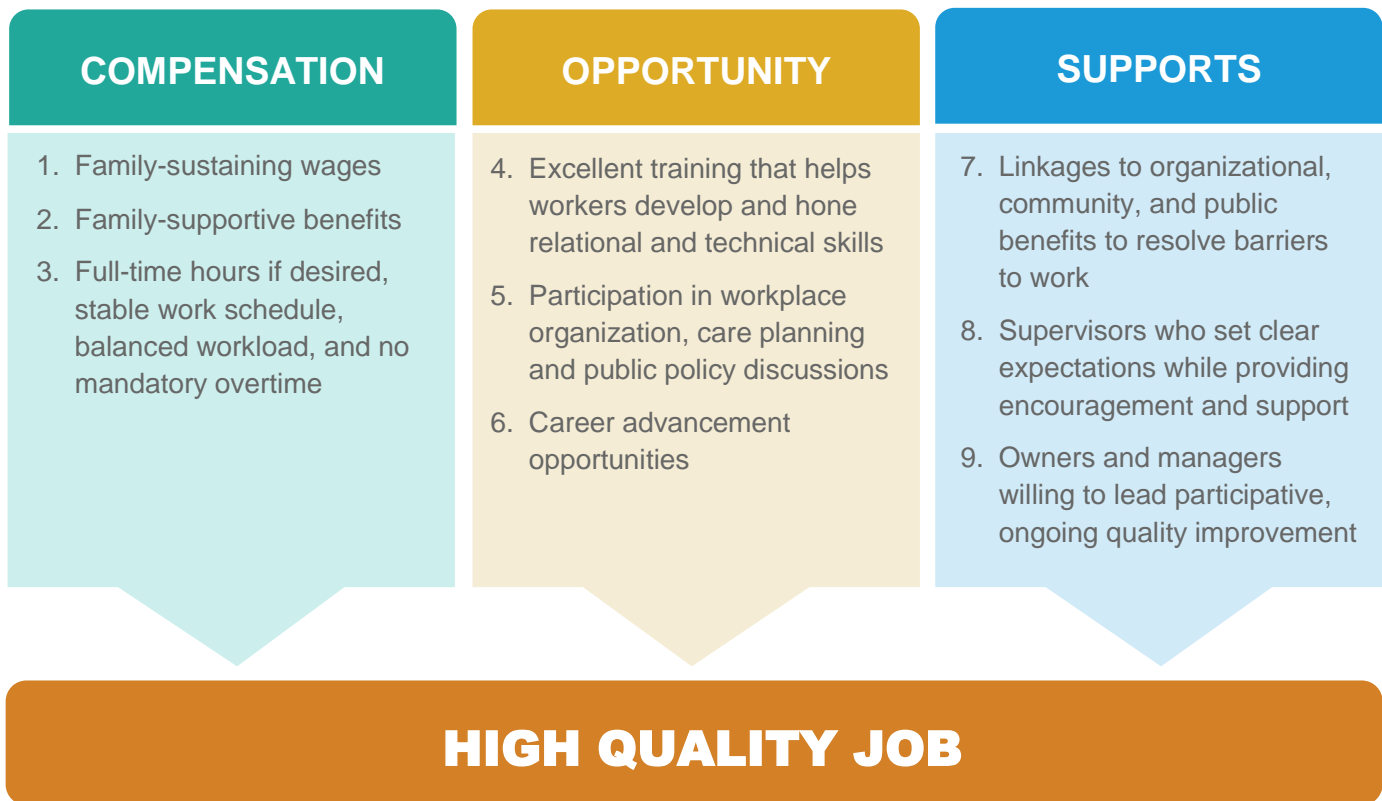 COMPENSATION
1. Family-sustaining wages
2. Family-supportive benefits
3. Full-time hours if desired,
stable work schedule,
balanced workload, and no
mandatory overtime
OPPORTUNITY
4. Excellent training that helps
workers develop and hone
relational and technical skills
5. Participation in workplace
organization, care planning
and public policy discussions
6. Career advancement
opportunities
SUPPORTS
7. Linkages to organizational,
community, and public
benefits to resolve barriers
to work
8. Supervisors who set clear
expectations while providing
encouragement and support
9. Owners and managers
willing to lead participative,
ongoing quality improvement
HIGH QUALITY JOB